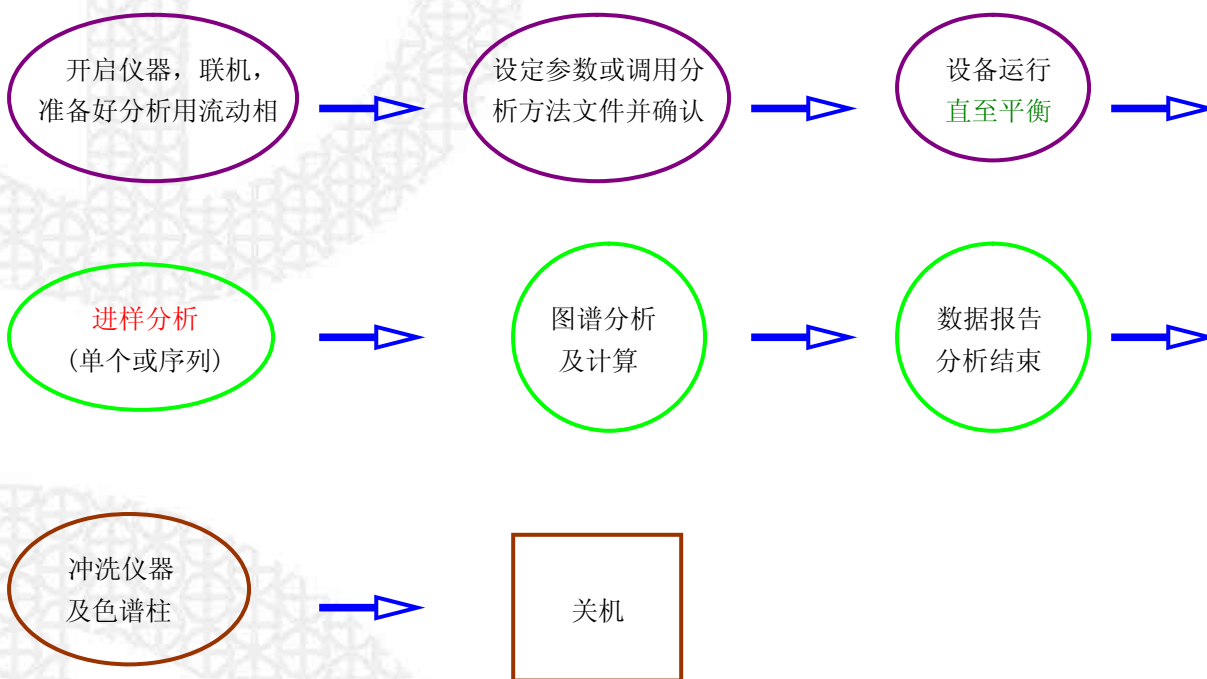 开启仪器，联机，
准备好分析用流动相
设定参数或调用分
析方法文件并确认
设备运行
直至平衡
进样分析
(单个或序列)
图谱分析
及计算
数据报告
分析结束
冲洗仪器
及色谱柱
关机